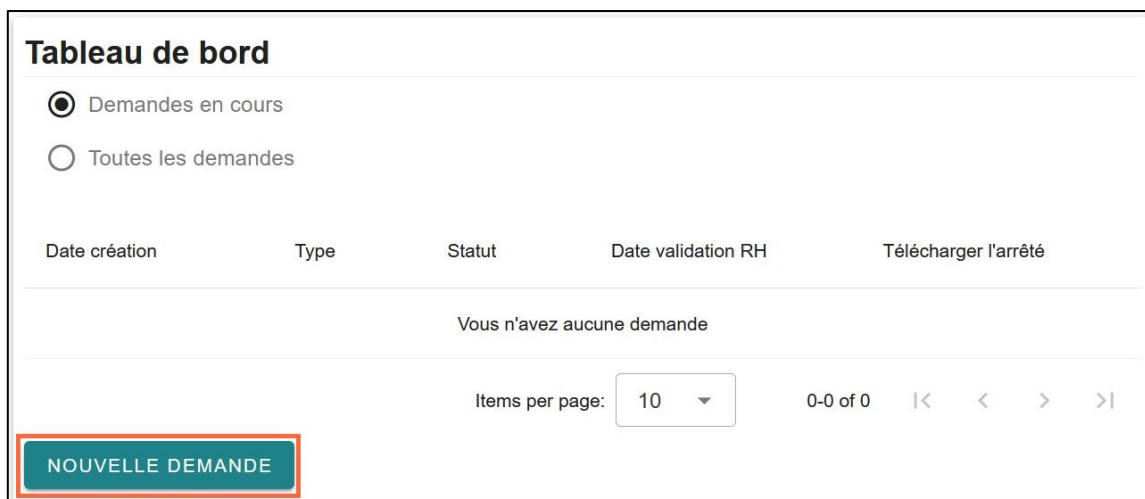 Tableau de bord
Demandes en cours
Toutes les demandes
Date création Type Statut Date validation RH Télécharger l'arrêté
Vous n'avez aucune demande
Items per page: 10 0-0 of 0
NOUVELLE DEMANDE